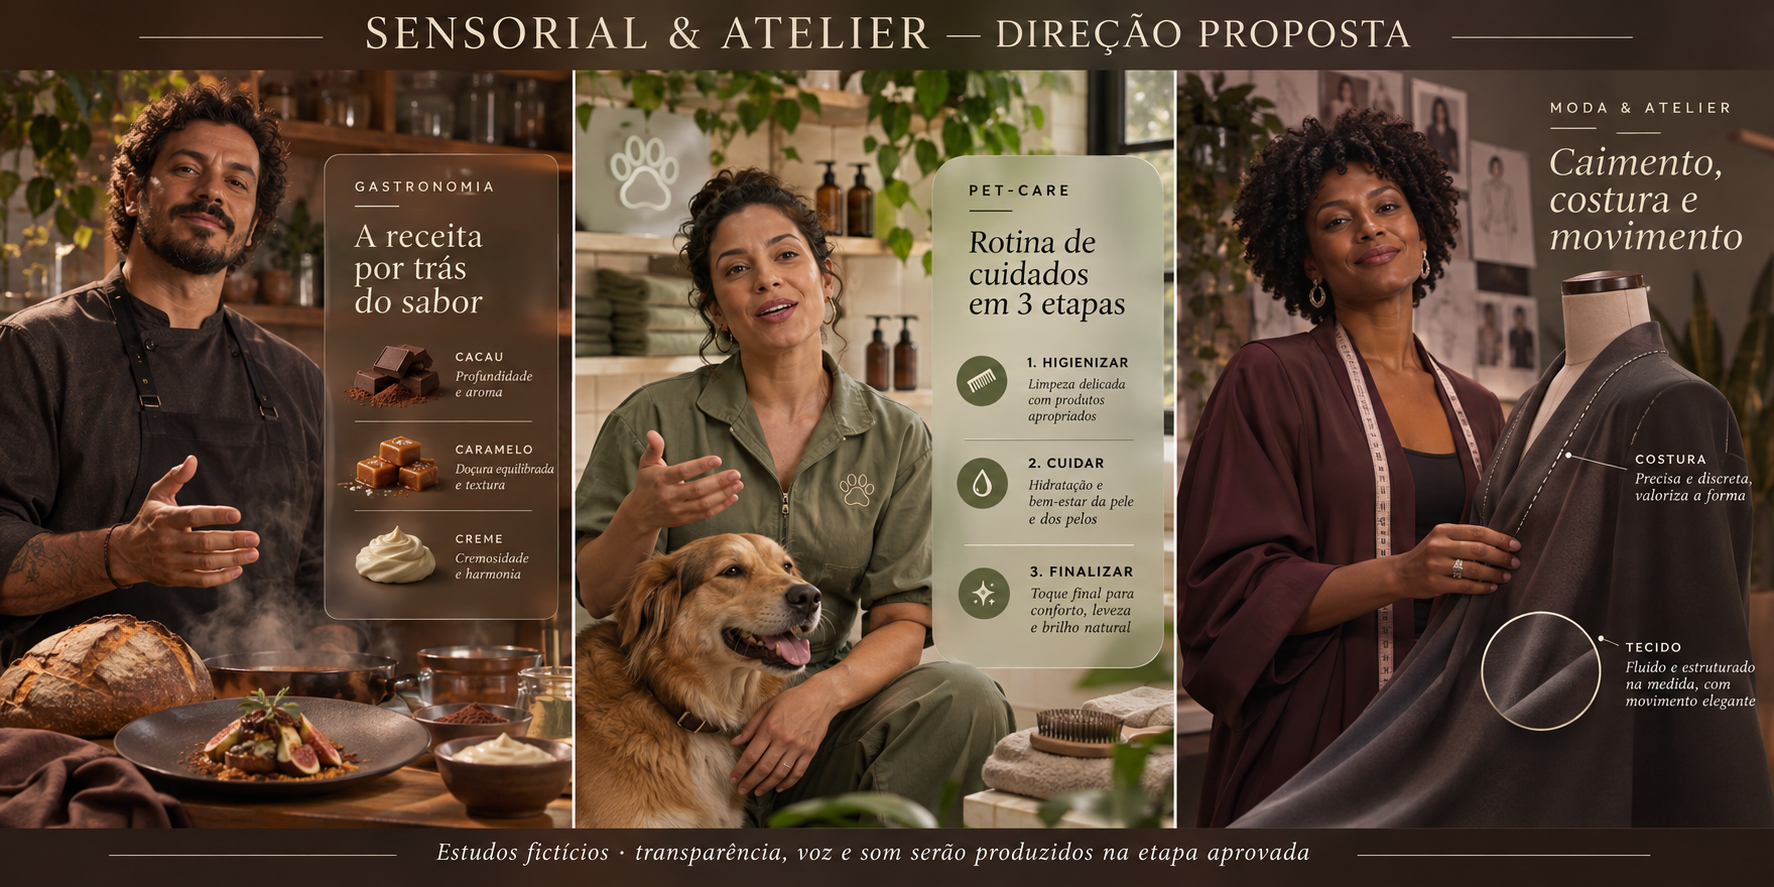 SENSORIAL & ATELIER — DIREÇÃO PROPOSTA
GASTRONOMIA
A receita
por trás
do sabor
CACAU
Profundidade
e aroma
CARAMELO
Doçura equilibrada
e textura
CREME
Cremosidade
e harmonia
PET-CARE
Rotina de
cuidados
em 3 etapas
1. HIGIENIZAR
Limpeza delicada
com produtos
apropriados
2. CUIDAR
Hidratação e
bem-estar da pele
e dos pelos
3. FINALIZAR
Toque final para
conforto, leveza
e brilho natural
MODA & ATELIER
Caimento,
costura e
movimento
COSTURA
Precisa e discreta,
valoriza a forma
TECIDO
Fluido e estruturado
na medida, com
movimento elegante
Estudos fictícios · transparência, voz e som serão produzidos na etapa aprovada